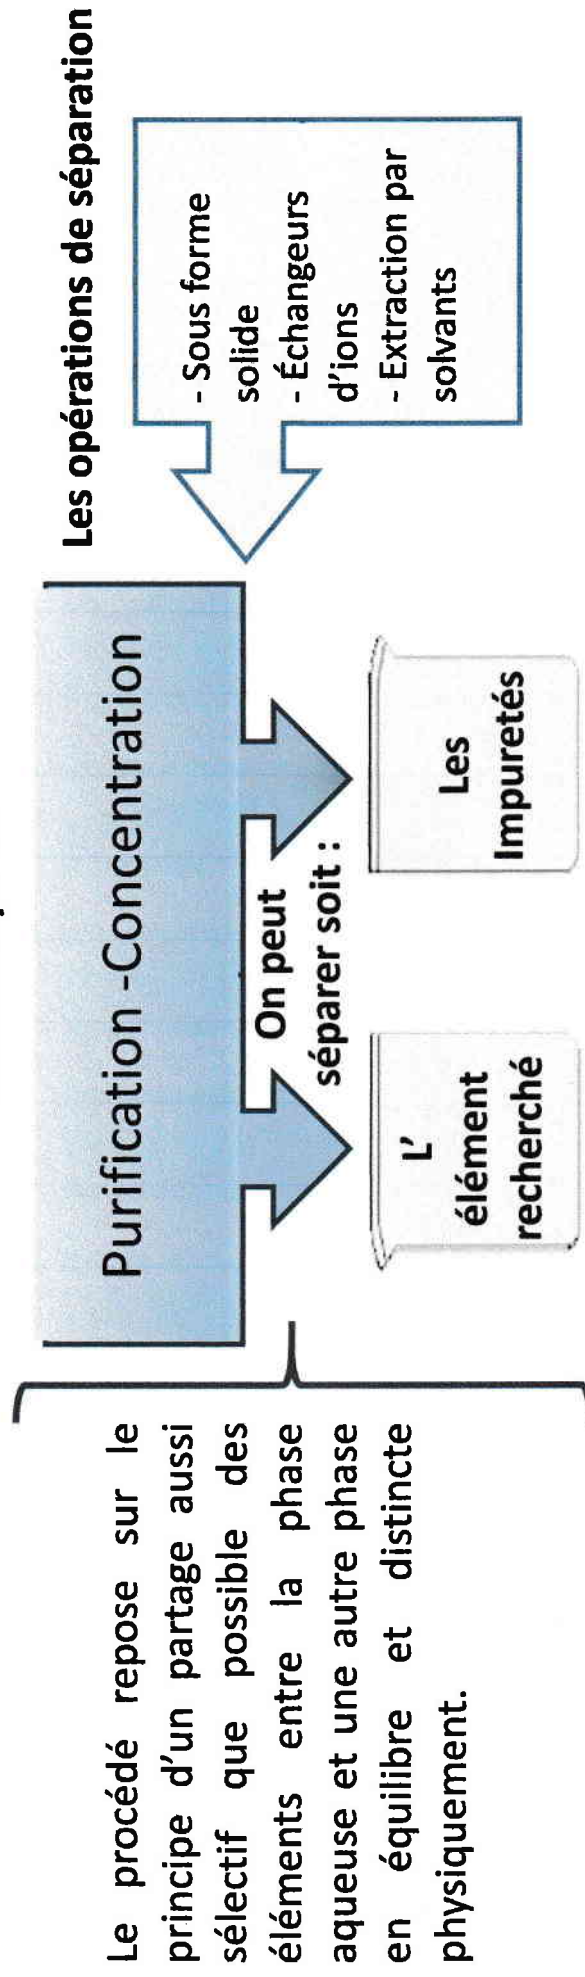 Le procédé repose sur le
principe d'un partage aussi
sélectif que possible des
éléments entre la phase
aqueuse et une autre phase
en équilibre et distincte
physiquement.
Purification -Concentration
On peut
séparer soit :
L'
élément
recherché
Les
Impuretés
Les opérations de séparation
- Sous forme
solide
- Échangeurs
d'ions
- Extraction par
solvants